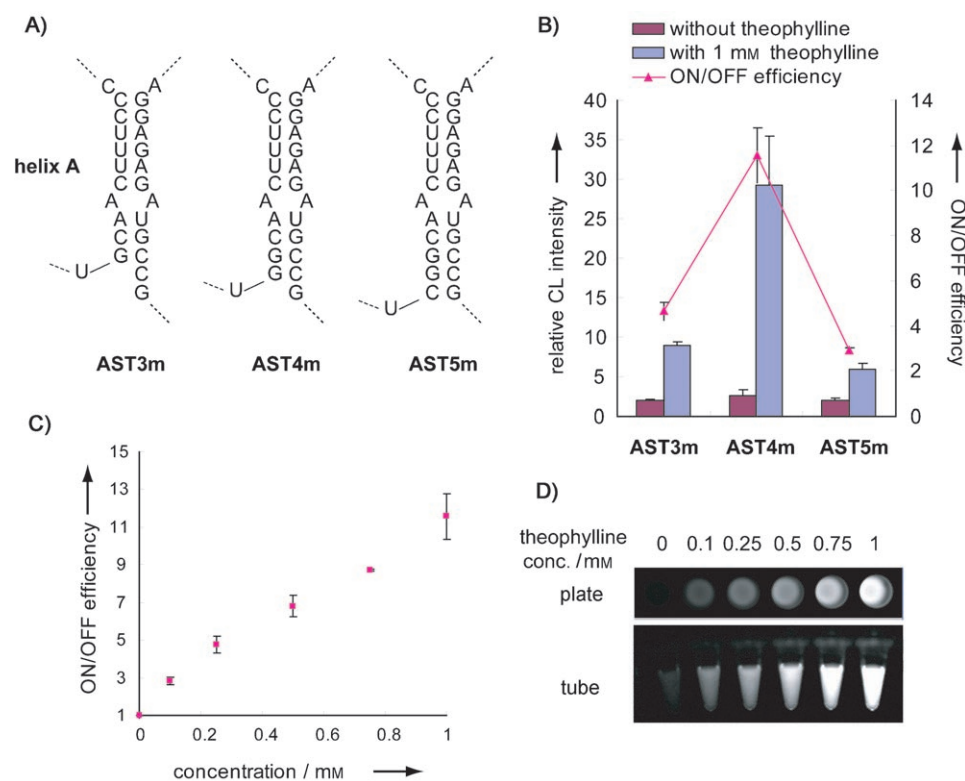 A)
C C C U U U C A A C G U
A G G A G A G A U G C C G
C C C U U U C A A C G G U
A G G A G A G A U G C C G
C C C U U U C A A C G G C U
A G G A G A G A U G C C G
helix A
AST3m AST4m AST5m
B)
without theophylline
with 1 mM theophylline
ON/OFF efficiency
40
35
30
25
20
15
10
5
0
relative CL intensity
14
12
10
8
6
4
2
0
ON/OFF efficiency
AST3m AST4m AST5m
C)
15
13
11
9
7
5
3
1
ON/OFF efficiency
0 0.2 0.4 0.6 0.8 1
concentration / mM
D)
theophylline
conc. /mM
0 0.1 0.25 0.5 0.75 1
plate
tube